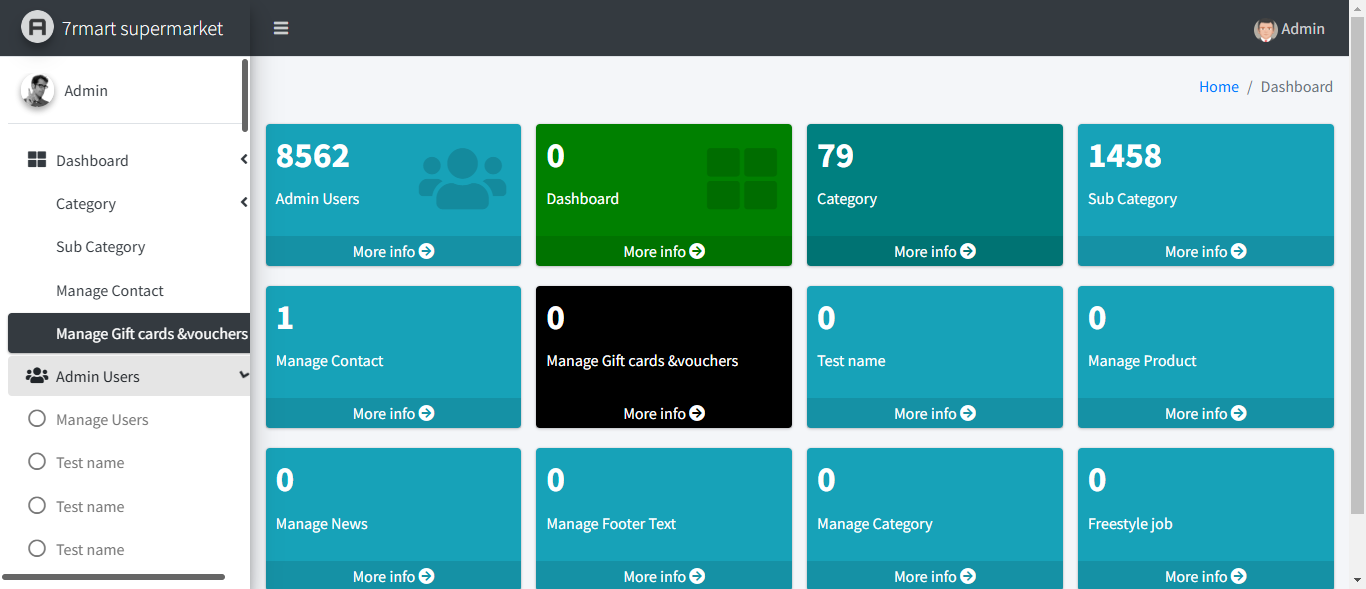 7rmart supermarket
Admin
Admin
Home / Dashboard
Dashboard
Category
Sub Category
Manage Contact
Manage Gift cards &vouchers
Admin Users
Manage Users
Test name
Test name
Test name
8562
Admin Users
More info
0
Dashboard
More info
79
Category
More info
1458
Sub Category
More info
1
Manage Contact
More info
0
Manage Gift cards &vouchers
More info
0
Test name
More info
0
Manage Product
More info
0
Manage News
More info
0
Manage Footer Text
More info
0
Manage Category
More info
0
Freestyle job
More info